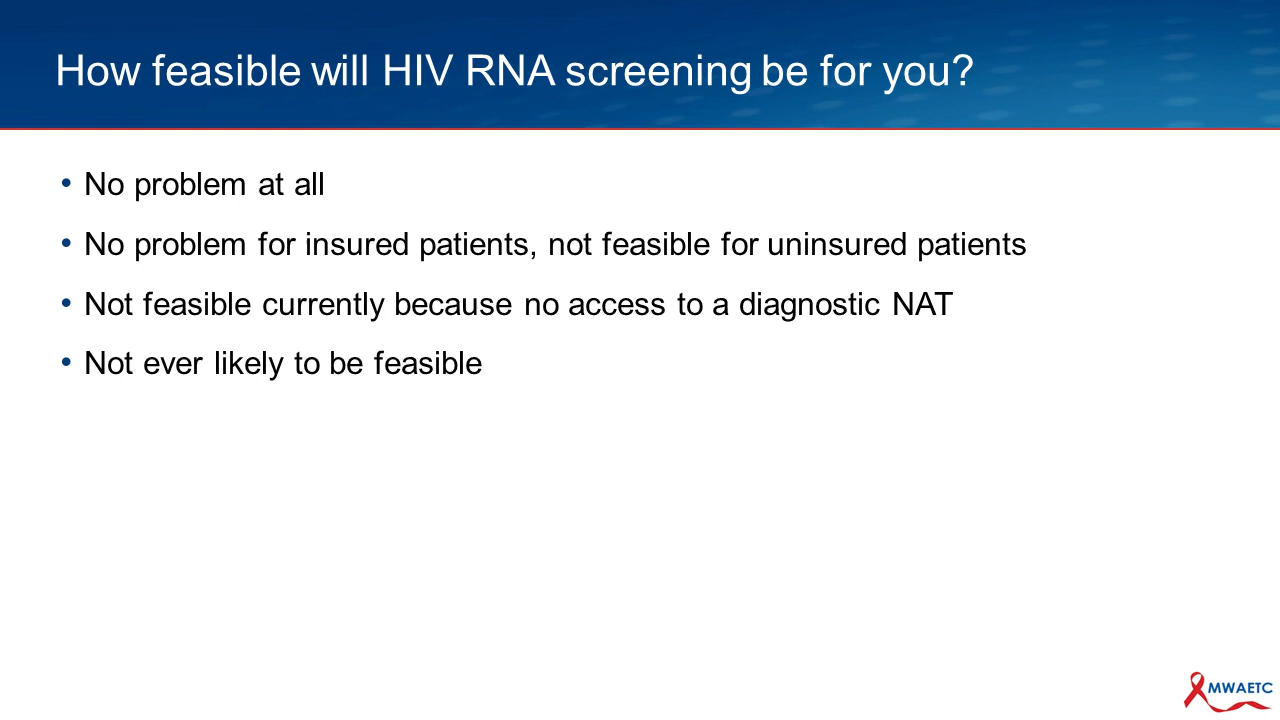 How feasible will HIV RNA screening be for you?
• No problem at all
• No problem for insured patients, not feasible for uninsured patients
• Not feasible currently because no access to a diagnostic NAT
• Not ever likely to be feasible
MWAETC